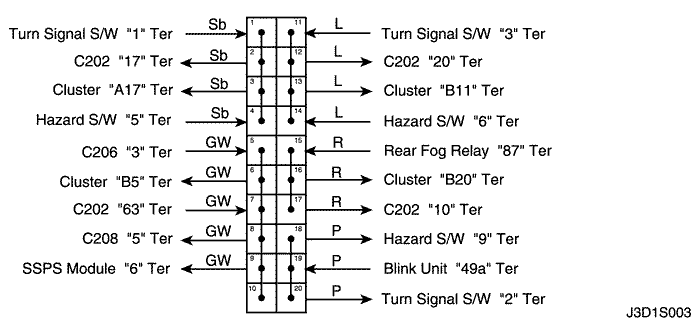 Turn Signal S/W "1" Ter Sb 1 11 L Turn Signal S/W "3" Ter
C202 "17" Ter Sb 2 12 L C202 "20" Ter
Cluster "A17" Ter Sb 3 13 L Cluster "B11" Ter
Hazard S/W "5" Ter Sb 4 14 L Hazard S/W "6" Ter
C206 "3" Ter GW 5 15 R Rear Fog Relay "87" Ter
Cluster "B5" Ter GW 6 16 R Cluster "B20" Ter
C202 "63" Ter GW 7 17 R C202 "10" Ter
C208 "5" Ter GW 8 18 P Hazard S/W "9" Ter
SSPS Module "6" Ter GW 9 19 P Blink Unit "49a" Ter
10 20 P Turn Signal S/W "2" Ter
J3D1S003